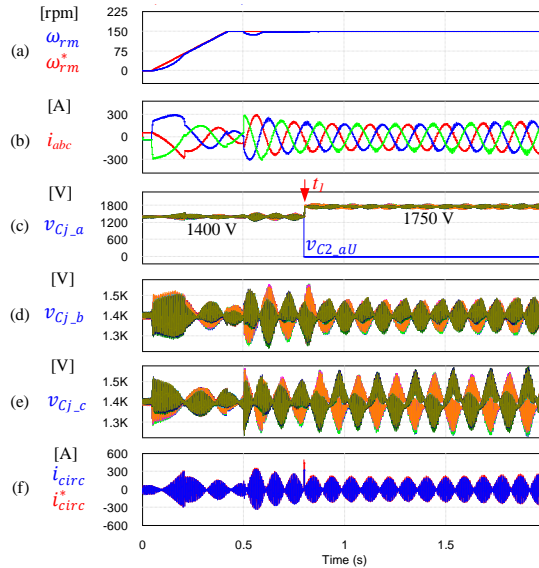 [rpm]
225
150
75
0
(a)
ω_rm
ω*_rm
[A]
300
0
-300
(b)
i_abc
[V]
1800
1200
600
0
(c)
v_Cj_a
t_1
1400 V
1750 V
v_C2_aU
[V]
1.5K
1.4K
1.3K
(d)
v_Cj_b
[V]
1.5K
1.4K
1.3K
(e)
v_Cj_c
[A]
600
300
0
-300
-600
(f)
i_circ
i*_circ
0
0.5
1
1.5
Time (s)